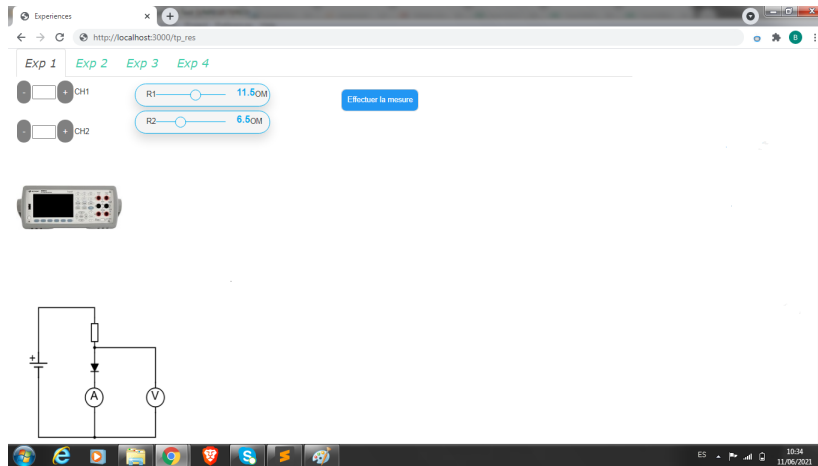 Experiences
http://localhost:3000/tp_res
B
Exp 1 Exp 2 Exp 3 Exp 4
- + CH1
R1 11.5OM
Effectuer la mesure
R2 6.5OM
- + CH2
+
A
V
ES
10:34
11/06/2021